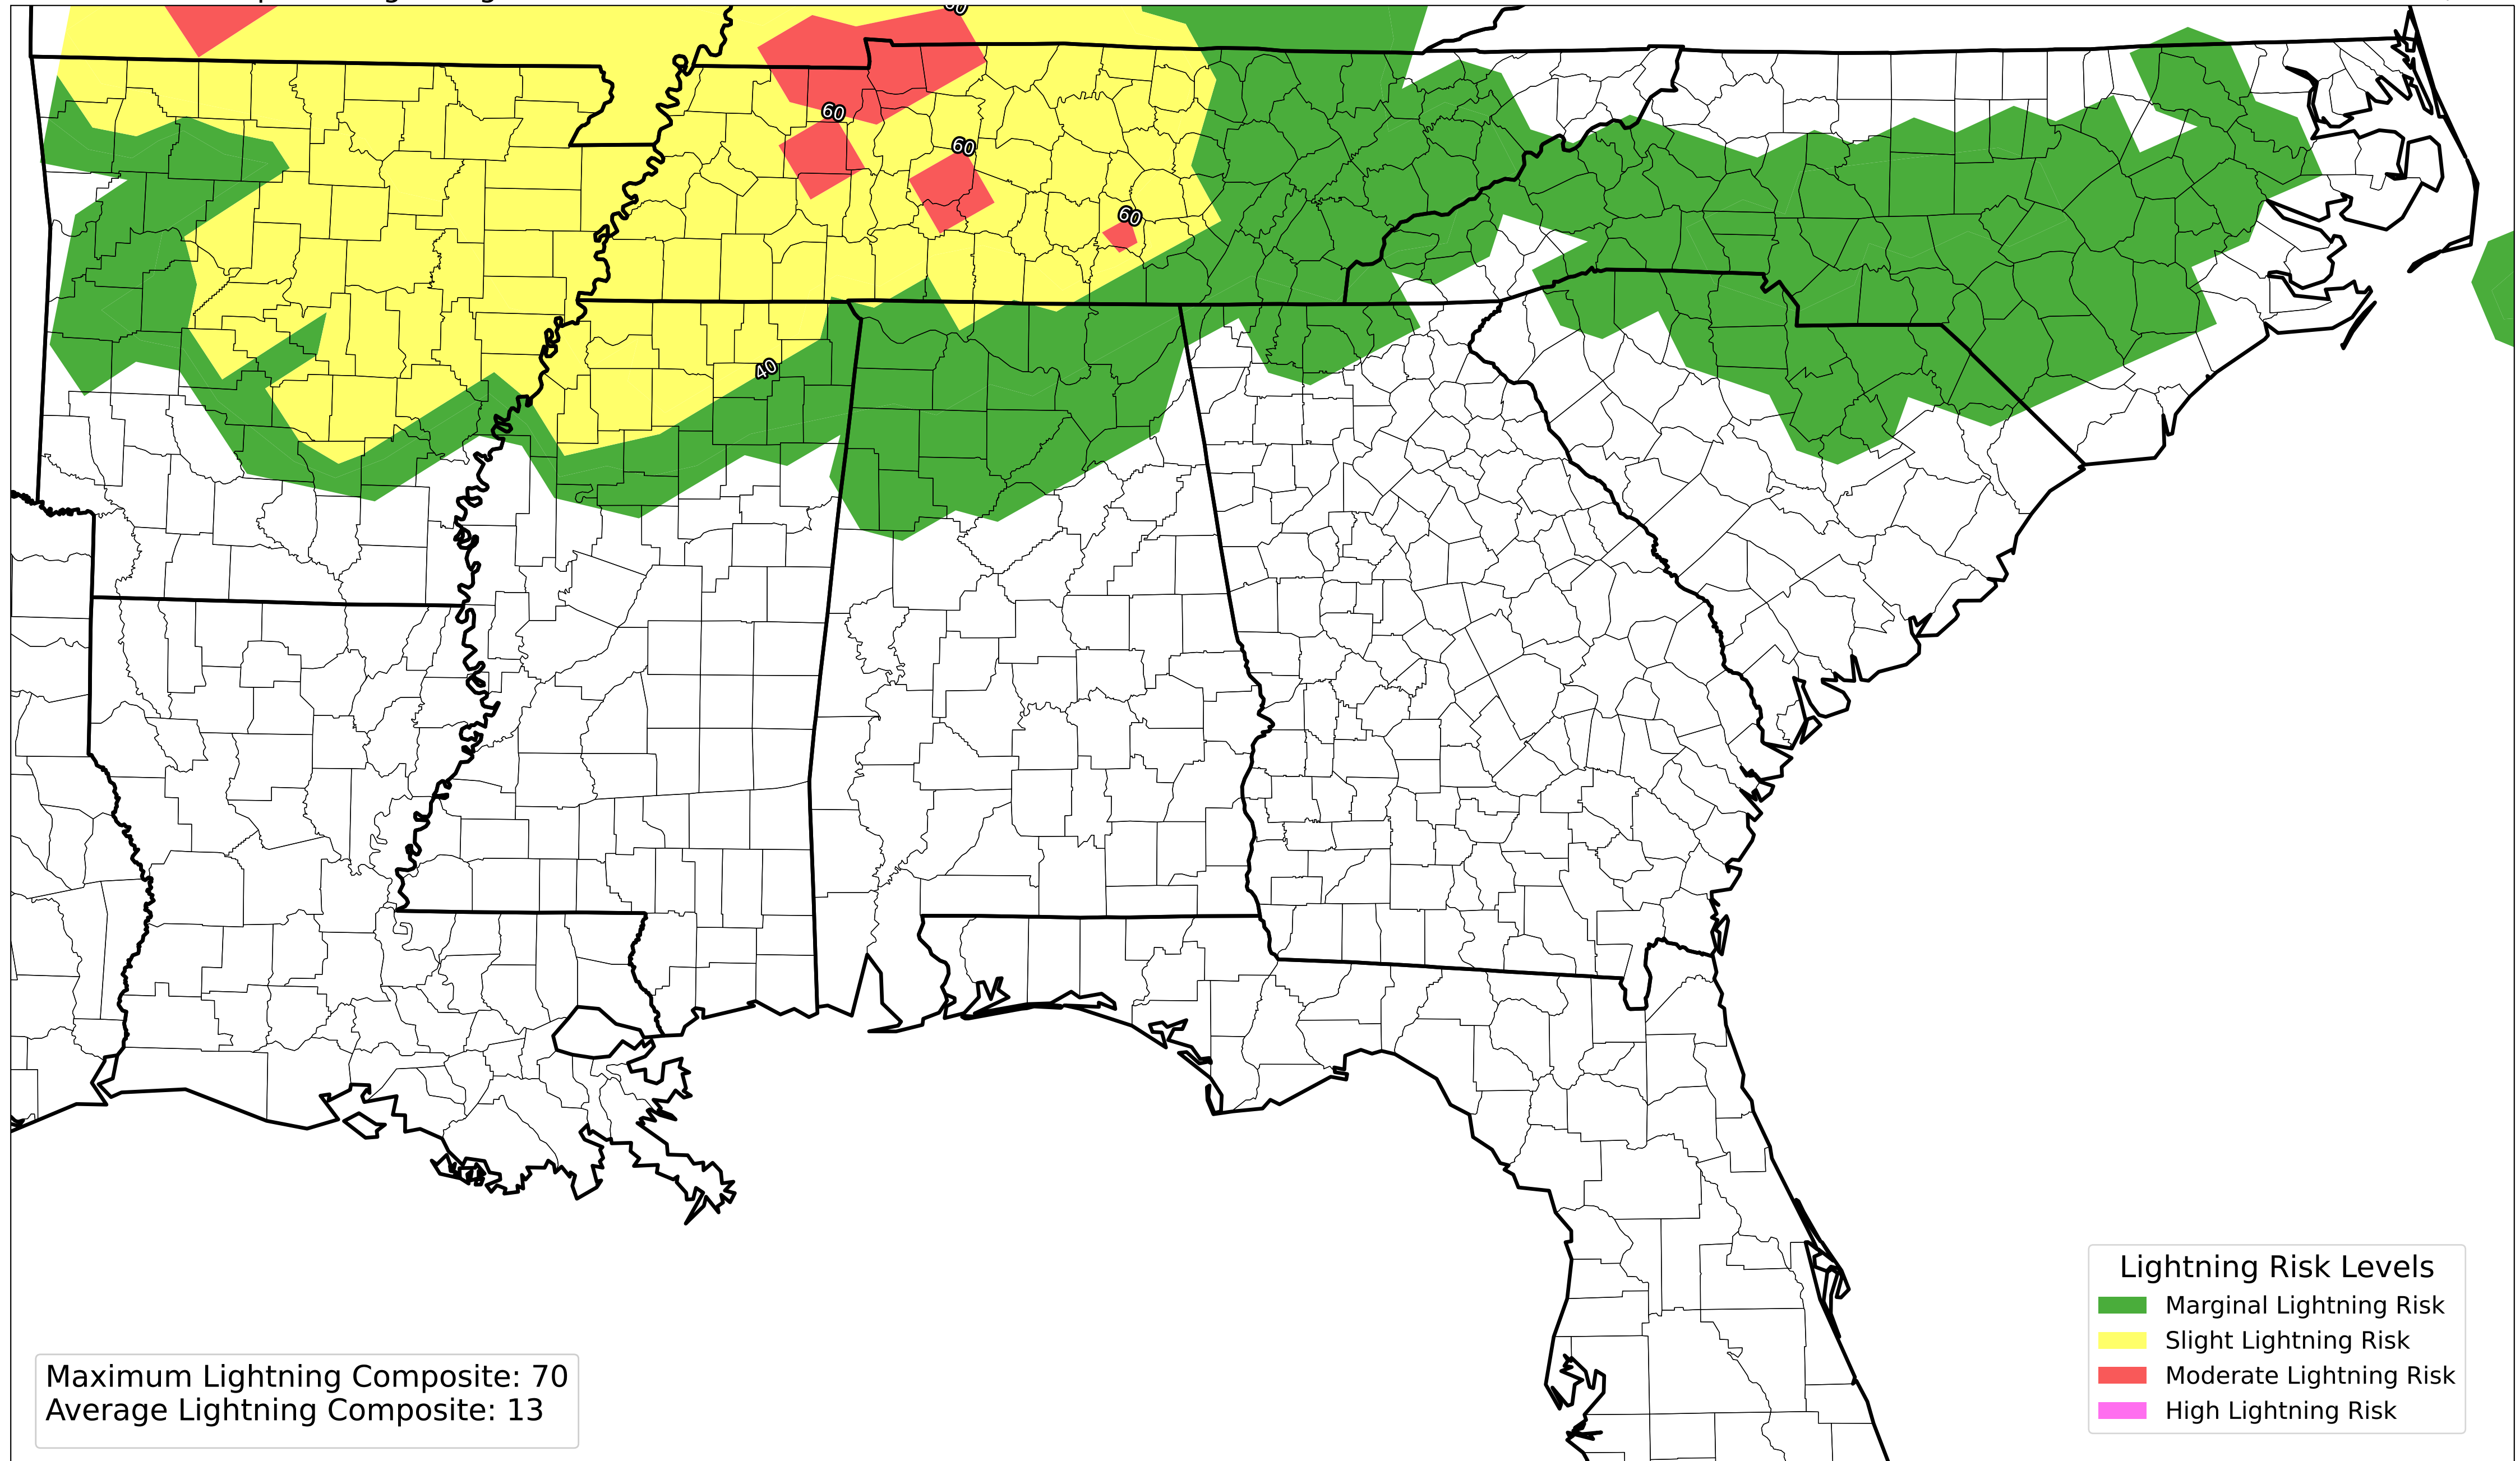 60
60
60
60
40
Lightning Risk Levels
Marginal Lightning Risk
Slight Lightning Risk
Moderate Lightning Risk
High Lightning Risk
Maximum Lightning Composite: 70
Average Lightning Composite: 13